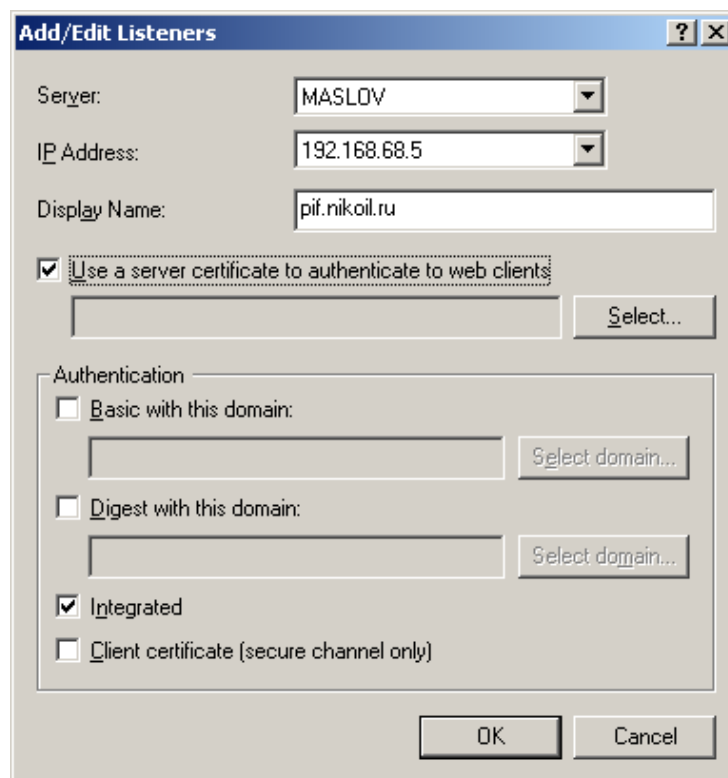 Add/Edit Listeners
Server: MASLOV
IP Address: 192.168.68.5
Display Name: pif.nikoil.ru
Use a server certificate to authenticate to web clients
Select...
Authentication
Basic with this domain:
Select domain...
Digest with this domain:
Select domain...
Integrated
Client certificate (secure channel only)
OK Cancel